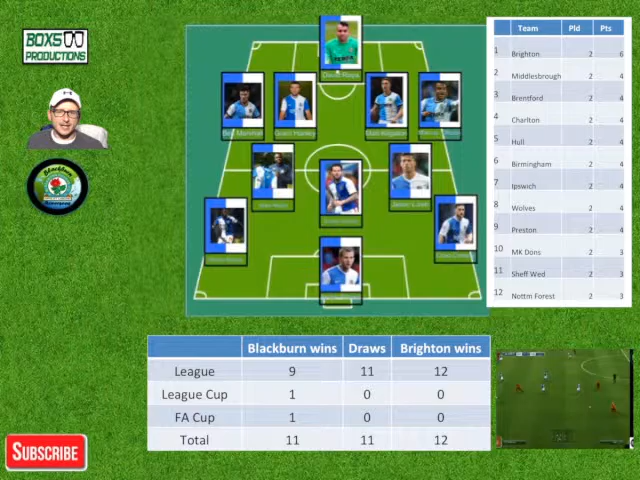 BOXSOO
PRODUCTIONS
Blackburn
SUBSCRIBE
Grant Hanley
Team Pld Pts
1 Brighton 2 6
2 Middlesbrough 2 4
3 Brentford 2 4
4 Charlton 2 4
5 Hull 2 4
6 Birmingham 2 4
7 Ipswich 2 4
8 Wolves 2 4
9 Preston 2 4
10 MK Dons 2 3
11 Sheff Wed 2 3
12 Nottm Forest 2 3
Blackburn wins Draws Brighton wins
League 9 11 12
League Cup 1 0 0
FA Cup 1 0 0
Total 11 11 12